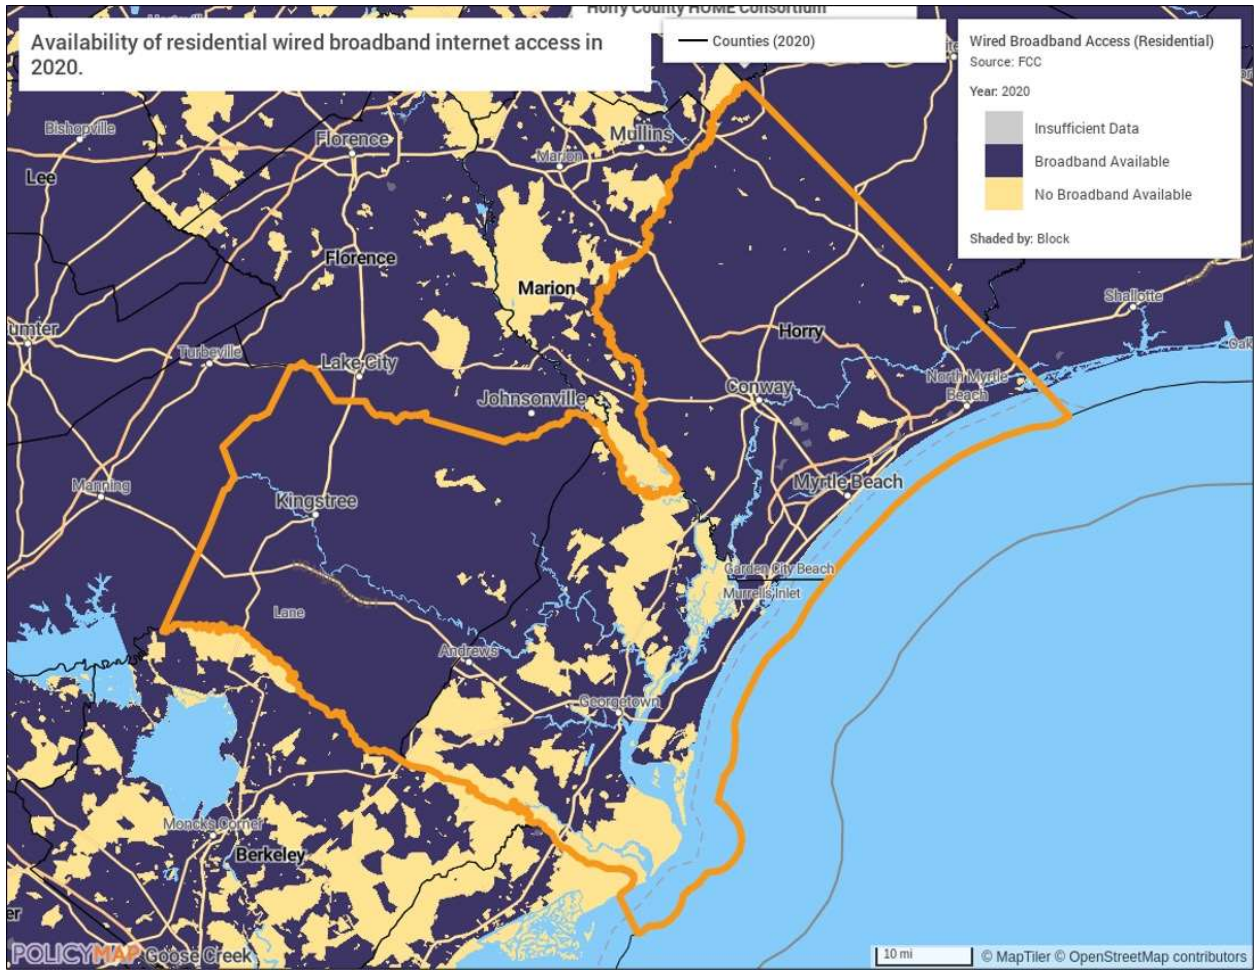 Horry County HOME Consortium
Availability of residential wired broadband internet access in
2020.
Counties (2020)
Wired Broadband Access (Residential)
Source: FCC
Year: 2020
Insufficient Data
Broadband Available
No Broadband Available
Shaded by: Block
Bishopville
Florence
Mullins
Marion
Lee
Florence
Marion
Shallotte
Horry
umter
Turbeville
Lake City
Oak
Conway
North Myrtle
Beach
Johnsonville
Manning
Myrtle Beach
Kingstree
Garden City Beach
Murrells Inlet
Lane
Andrews
Georgetown
Moncks Corner
Berkeley
er
POLICYMAP
Goose Creek
10 mi
© MapTiler © OpenStreetMap contributors